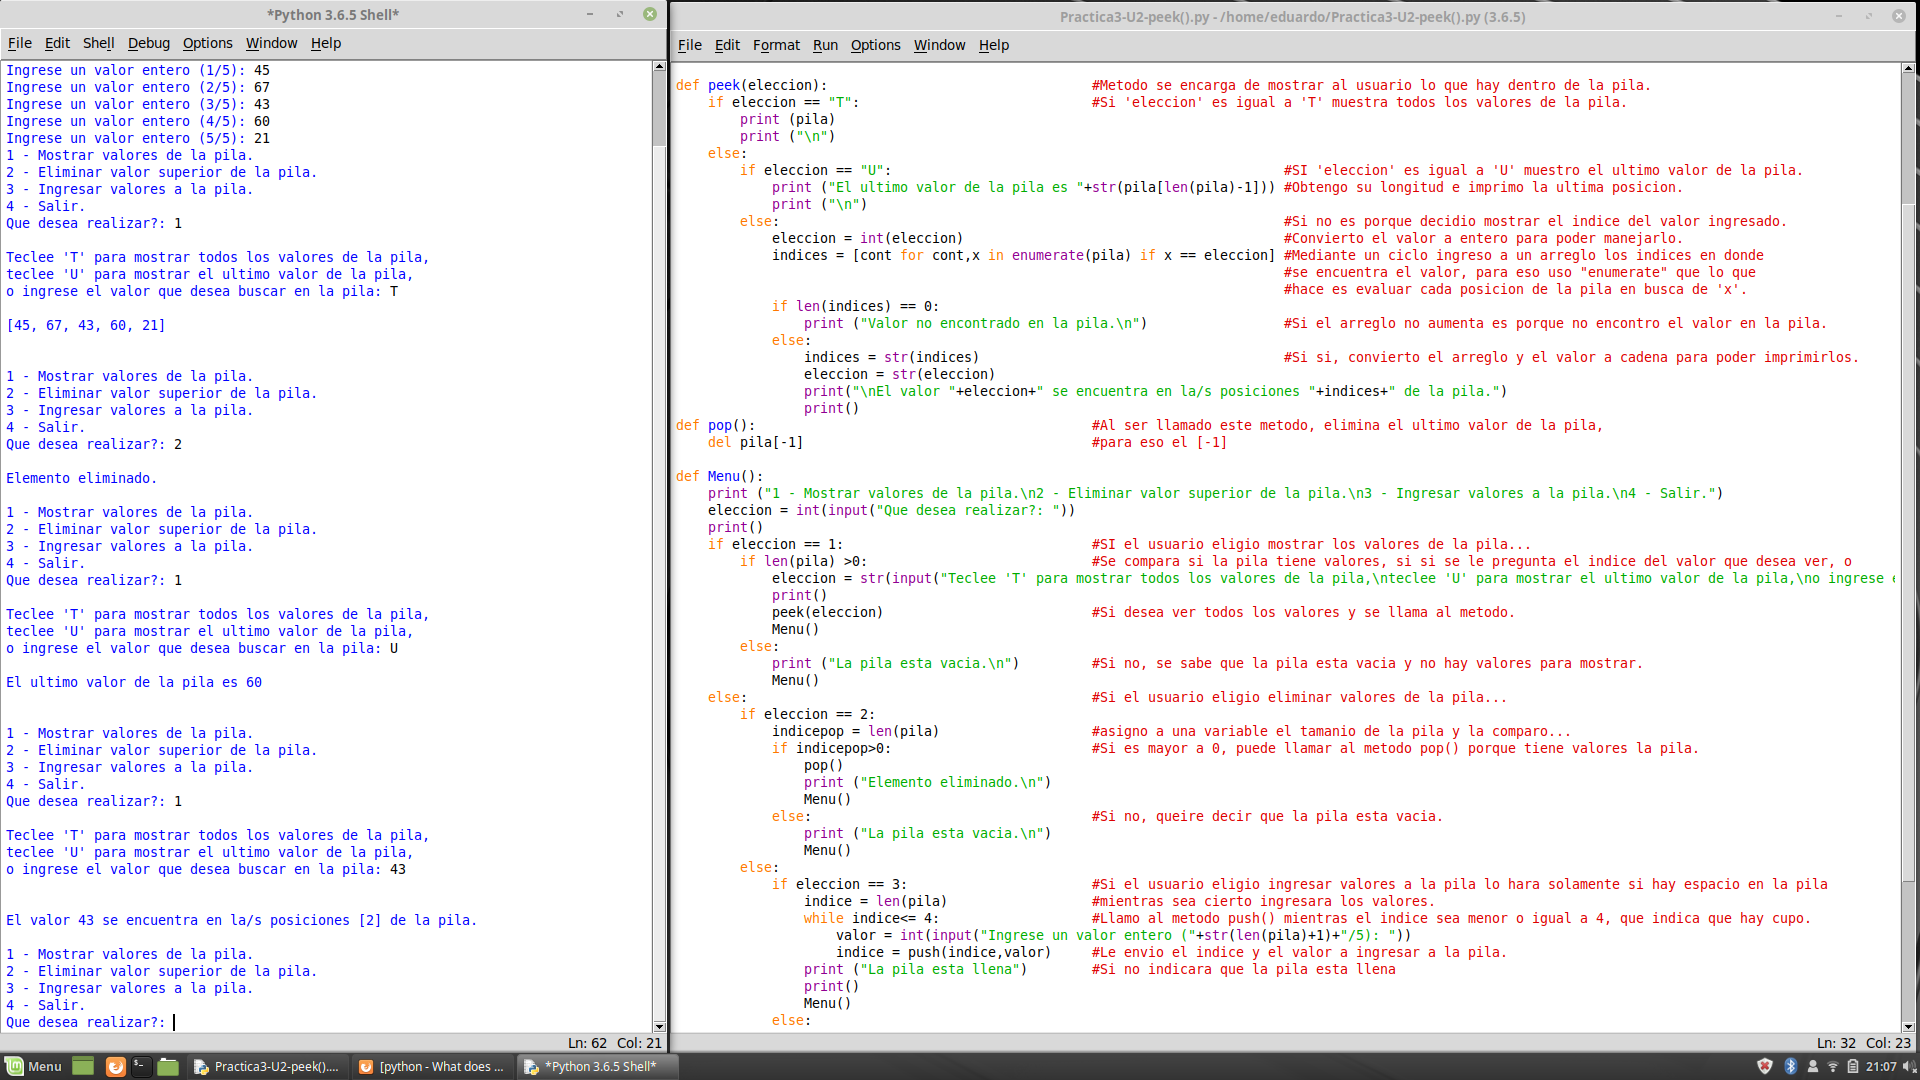 *Python 3.6.5 Shell*
File Edit Shell Debug Options Window Help
Ingrese un valor entero (1/5): 45
Ingrese un valor entero (2/5): 67
Ingrese un valor entero (3/5): 43
Ingrese un valor entero (4/5): 60
Ingrese un valor entero (5/5): 21
1 - Mostrar valores de la pila.
2 - Eliminar valor superior de la pila.
3 - Ingresar valores a la pila.
4 - Salir.
Que desea realizar?: 1
Teclee 'T' para mostrar todos los valores de la pila,
teclee 'U' para mostrar el ultimo valor de la pila,
o ingrese el valor que desea buscar en la pila: T
[45, 67, 43, 60, 21]
1 - Mostrar valores de la pila.
2 - Eliminar valor superior de la pila.
3 - Ingresar valores a la pila.
4 - Salir.
Que desea realizar?: 2
Elemento eliminado.
1 - Mostrar valores de la pila.
2 - Eliminar valor superior de la pila.
3 - Ingresar valores a la pila.
4 - Salir.
Que desea realizar?: 1
Teclee 'T' para mostrar todos los valores de la pila,
teclee 'U' para mostrar el ultimo valor de la pila,
o ingrese el valor que desea buscar en la pila: U
El ultimo valor de la pila es 60
1 - Mostrar valores de la pila.
2 - Eliminar valor superior de la pila.
3 - Ingresar valores a la pila.
4 - Salir.
Que desea realizar?: 1
Teclee 'T' para mostrar todos los valores de la pila,
teclee 'U' para mostrar el ultimo valor de la pila,
o ingrese el valor que desea buscar en la pila: 43
El valor 43 se encuentra en la/s posiciones [2] de la pila.
1 - Mostrar valores de la pila.
2 - Eliminar valor superior de la pila.
3 - Ingresar valores a la pila.
4 - Salir.
Que desea realizar?:
Ln: 62 Col: 21
Practica3-U2-peek().py - /home/eduardo/Practica3-U2-peek().py (3.6.5)
File Edit Format Run Options Window Help
def peek(eleccion): #Metodo se encarga de mostrar al usuario lo que hay dentro de la pila.
if eleccion == "T": #Si 'eleccion' es igual a 'T' muestra todos los valores de la pila.
print (pila)
print ("\n")
else:
if eleccion == "U": #SI 'eleccion' es igual a 'U' muestro el ultimo valor de la pila.
print ("El ultimo valor de la pila es "+str(pila[len(pila)-1])) #Obtengo su longitud e imprimo la ultima posicion.
print ("\n")
else: #Si no es porque decidio mostrar el indice del valor ingresado.
eleccion = int(eleccion) #Convierto el valor a entero para poder manejarlo.
indices = [cont for cont,x in enumerate(pila) if x == eleccion] #Mediante un ciclo ingreso a un arreglo los indices en donde
#se encuentra el valor, para eso uso "enumerate" que lo que
#hace es evaluar cada posicion de la pila en busca de 'x'.
if len(indices) == 0:
print ("Valor no encontrado en la pila.\n") #Si el arreglo no aumenta es porque no encontro el valor en la pila.
else:
indices = str(indices) #Si si, convierto el arreglo y el valor a cadena para poder imprimirlos.
eleccion = str(eleccion)
print("\nEl valor "+eleccion+" se encuentra en la/s posiciones "+indices+" de la pila.")
print()
def pop(): #Al ser llamado este metodo, elimina el ultimo valor de la pila,
del pila[-1] #para eso el [-1]
def Menu():
print ("1 - Mostrar valores de la pila.\n2 - Eliminar valor superior de la pila.\n3 - Ingresar valores a la pila.\n4 - Salir.")
eleccion = int(input("Que desea realizar?: "))
print()
if eleccion == 1: #SI el usuario eligio mostrar los valores de la pila...
if len(pila) >0: #Se compara si la pila tiene valores, si si se le pregunta el indice del valor que desea ver, o
eleccion = str(input("Teclee 'T' para mostrar todos los valores de la pila,\nteclee 'U' para mostrar el ultimo valor de la pila,\no ingrese e
print()
peek(eleccion) #Si desea ver todos los valores y se llama al metodo.
Menu()
else:
print ("La pila esta vacia.\n") #Si no, se sabe que la pila esta vacia y no hay valores para mostrar.
Menu()
else: #Si el usuario eligio eliminar valores de la pila...
if eleccion == 2:
indicepop = len(pila) #asigno a una variable el tamanio de la pila y la comparo...
if indicepop>0: #Si es mayor a 0, puede llamar al metodo pop() porque tiene valores la pila.
pop()
print ("Elemento eliminado.\n")
Menu()
else: #Si no, queire decir que la pila esta vacia.
print ("La pila esta vacia.\n")
Menu()
else:
if eleccion == 3: #Si el usuario eligio ingresar valores a la pila lo hara solamente si hay espacio en la pila
indice = len(pila) #mientras sea cierto ingresara los valores.
while indice<= 4: #Llamo al metodo push() mientras el indice sea menor o igual a 4, que indica que hay cupo.
valor = int(input("Ingrese un valor entero ("+str(len(pila)+1)+"/5): "))
indice = push(indice,valor) #Le envio el indice y el valor a ingresar a la pila.
print ("La pila esta llena") #Si no indicara que la pila esta llena
print()
Menu()
else:
Ln: 32 Col: 23
Menu
Practica3-U2-peek()....
[python - What does ...
*Python 3.6.5 Shell*
21:07